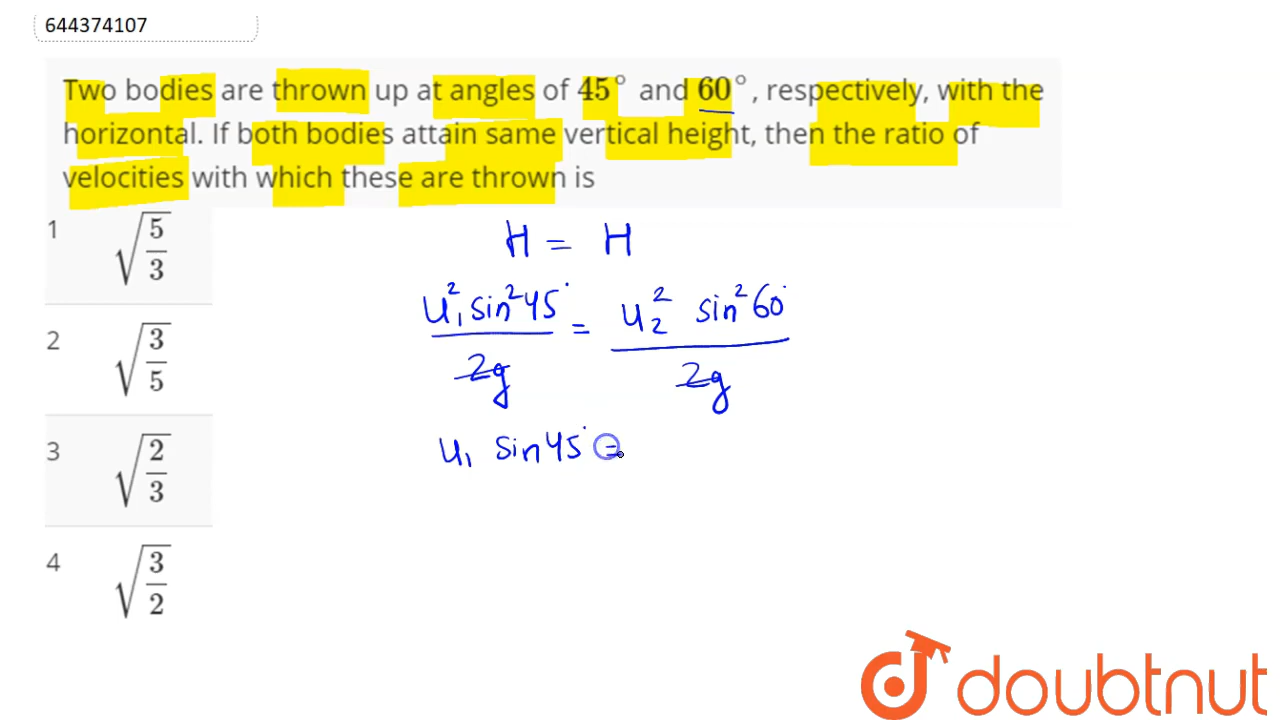 644374107
Two bodies are thrown up at angles of 45° and 60°, respectively, with the
horizontal. If both bodies attain same vertical height, then the ratio of
velocities with which these are thrown is
1 √(5/3)
2 √(3/5)
3 √(2/3)
4 √(3/2)
H = H
u₁² sin²45° / 2g = u₂² sin²60° / 2g
u₁ sin45° =
doubtnut